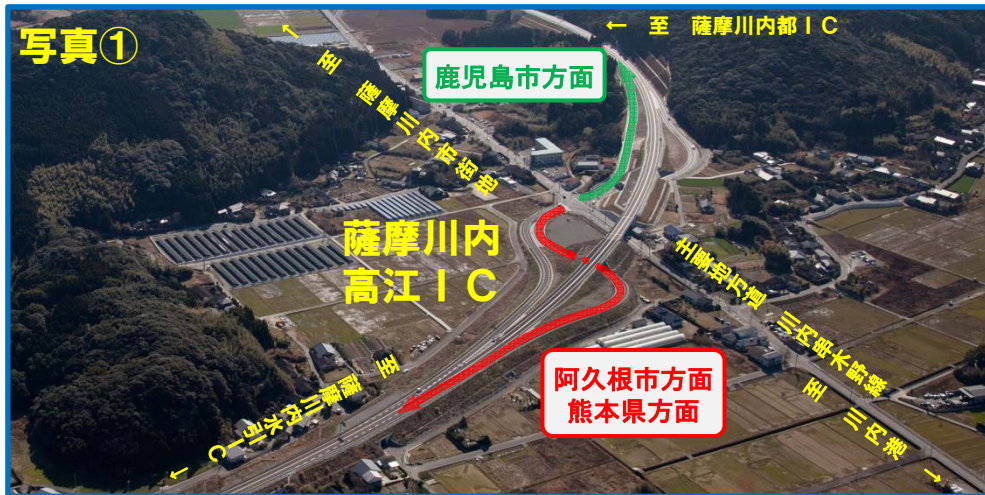 写真①
← 至 薩摩川内都IC
← 至 薩摩川内市街地
鹿児島市方面
薩摩川内
高江IC
主要地方道 川内串木野線
至 川内港 →
阿久根市方面
熊本県方面
← 至 薩摩川内水引IC